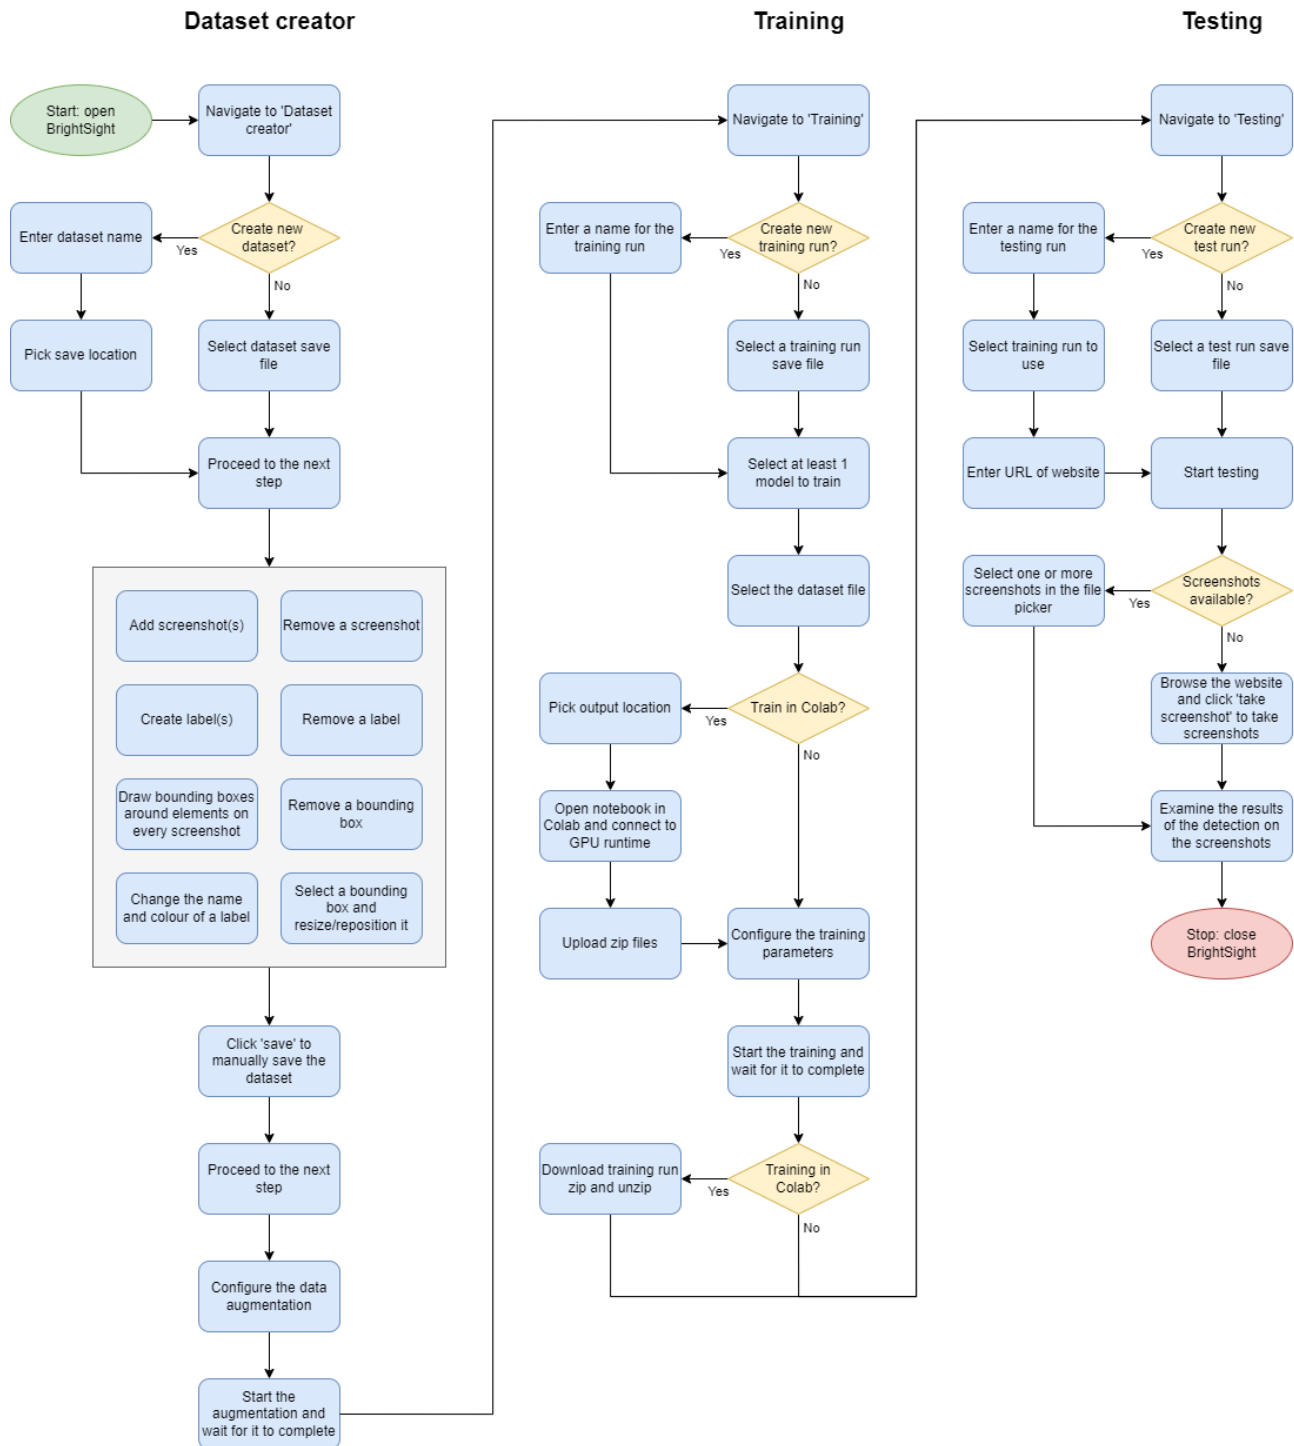 Dataset creator
Training
Testing
Start: open
BrightSight
Navigate to 'Dataset
creator'
Create new
dataset?
Yes
No
Enter dataset name
Pick save location
Select dataset save
file
Proceed to the next
step
Add screenshot(s)
Remove a screenshot
Create label(s)
Remove a label
Draw bounding boxes
around elements on
every screenshot
Remove a bounding
box
Change the name
and colour of a label
Select a bounding
box and
resize/reposition it
Click 'save' to
manually save the
dataset
Proceed to the next
step
Configure the data
augmentation
Start the
augmentation and
wait for it to complete
Navigate to 'Training'
Create new
training run?
Yes
No
Enter a name for the
training run
Select a training run
save file
Select at least 1
model to train
Select the dataset file
Train in Colab?
Yes
No
Pick output location
Open notebook in
Colab and connect to
GPU runtime
Upload zip files
Configure the training
parameters
Start the training and
wait for it to complete
Training in
Colab?
Yes
No
Download training run
zip and unzip
Navigate to 'Testing'
Create new
test run?
Yes
No
Enter a name for the
testing run
Select training run to
use
Enter URL of website
Select a test run save
file
Start testing
Screenshots
available?
Yes
No
Select one or more
screenshots in the file
picker
Browse the website
and click 'take
screenshot' to take
screenshots
Examine the results
of the detection on
the screenshots
Stop: close
BrightSight